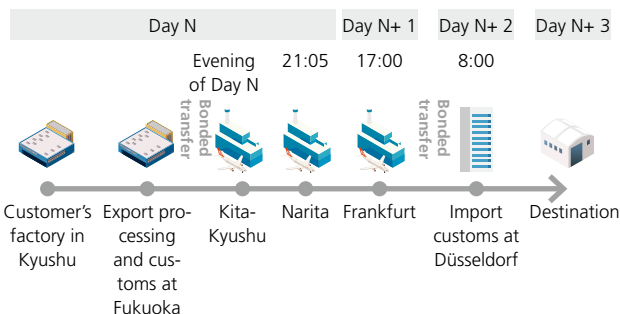 Day N
Day N+ 1
Day N+ 2
Day N+ 3
Evening
of Day N
21:05
17:00
8:00
Bonded
transfer
Bonded
transfer
Customer's
factory in
Kyushu
Export pro-
cessing
and cus-
toms at
Fukuoka
Kita-
Kyushu
Narita
Frankfurt
Import
customs at
Düsseldorf
Destination